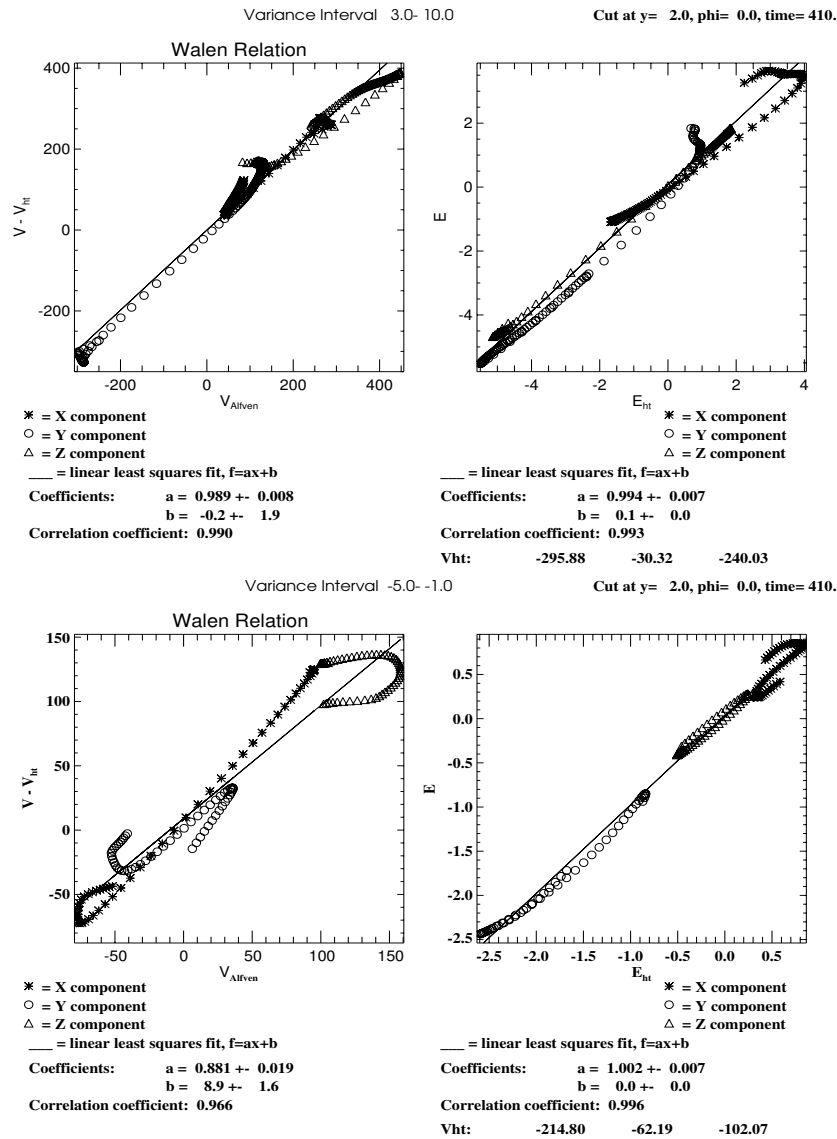 Variance Interval 3.0- 10.0
Cut at y= 2.0, phi= 0.0, time= 410.
Walen Relation
400
200
0
-200
V - Vht
-200 0 200 400
VAlfven
2
0
-2
-4
E
-4 -2 0 2 4
Eht
✱ = X component
○ = Y component
△ = Z component
___ = linear least squares fit, f=ax+b
Coefficients: a = 0.989 +- 0.008
b = -0.2 +- 1.9
Correlation coefficient: 0.990
✱ = X component
○ = Y component
△ = Z component
___ = linear least squares fit, f=ax+b
Coefficients: a = 0.994 +- 0.007
b = 0.1 +- 0.0
Correlation coefficient: 0.993
Vht: -295.88 -30.32 -240.03
Variance Interval -5.0- -1.0
Cut at y= 2.0, phi= 0.0, time= 410.
Walen Relation
150
100
50
0
-50
V - Vht
-50 0 50 100 150
VAlfven
0.5
0.0
-0.5
-1.0
-1.5
-2.0
-2.5
E
-2.5 -2.0 -1.5 -1.0 -0.5 0.0 0.5
Eht
✱ = X component
○ = Y component
△ = Z component
___ = linear least squares fit, f=ax+b
Coefficients: a = 0.881 +- 0.019
b = 8.9 +- 1.6
Correlation coefficient: 0.966
✱ = X component
○ = Y component
△ = Z component
___ = linear least squares fit, f=ax+b
Coefficients: a = 1.002 +- 0.007
b = 0.0 +- 0.0
Correlation coefficient: 0.996
Vht: -214.80 -62.19 -102.07